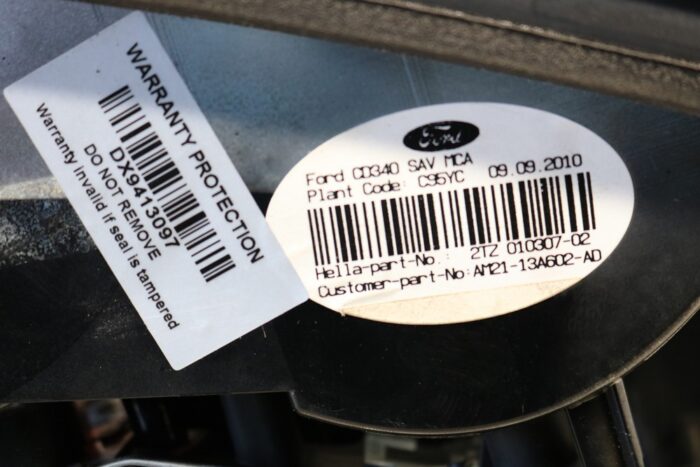 WARRANTY PROTECTION
DX9413097
DO NOT REMOVE
Warranty invalid if seal is tampered
Ford
Ford CD340 SAV MCA
Plant Code: C95YC 09.09.2010
Hella-part-No.: 2TZ 010307-02
Customer-part-No: AM21-13A602-AD